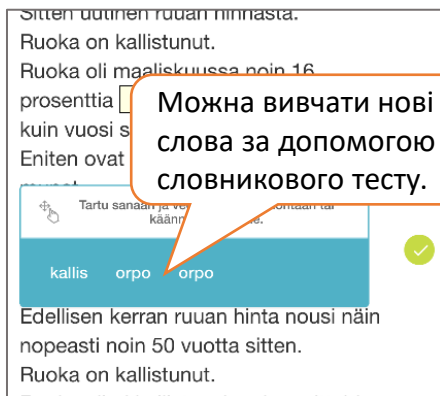 Sitten uutinen ruuan hinnasta.
Ruoka on kallistunut.
Ruoka oli maaliskuussa noin 16
prosenttia
kuin vuosi s
Eniten ovat
Можна вивчати нові
слова за допомогою
словникового тесту.
Tartu sanaan ja
kallis orpo orpo
Edellisen kerran ruuan hinta nousi näin
nopeasti noin 50 vuotta sitten.
Ruoka on kallistunut.